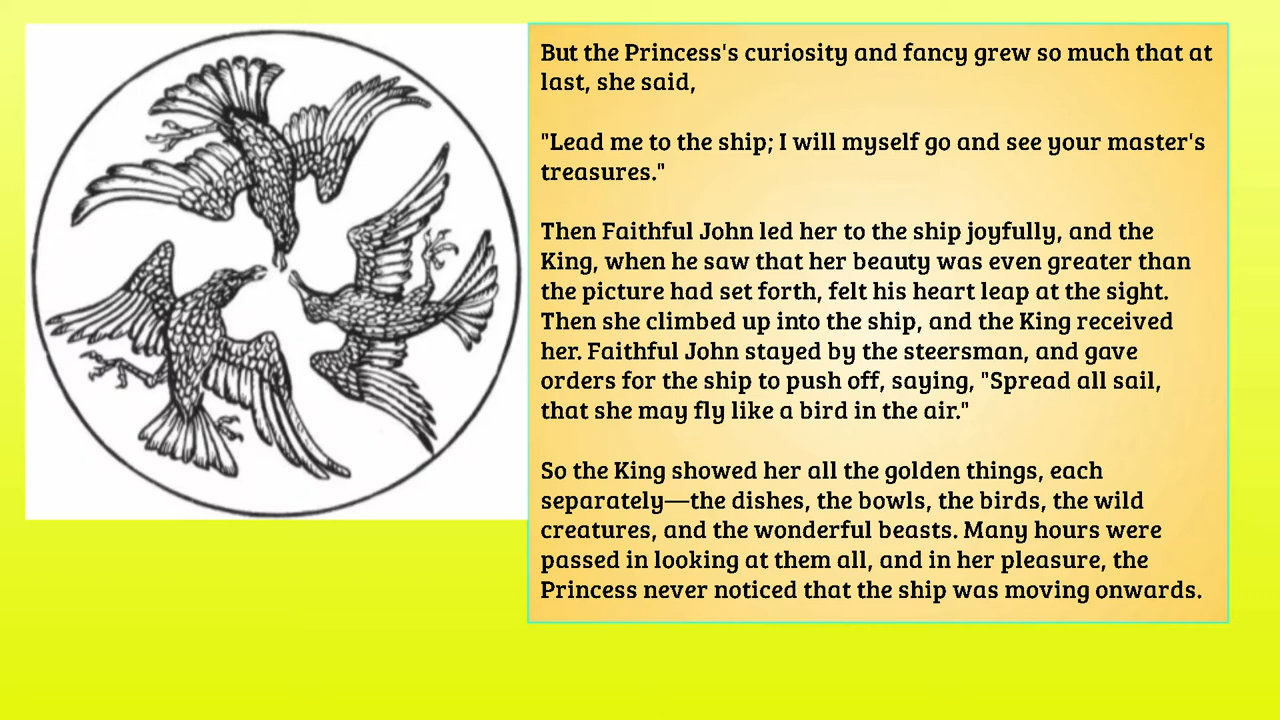 But the Princess's curiosity and fancy grew so much that at
last, she said,
"Lead me to the ship; I will myself go and see your master's
treasures."
Then Faithful John led her to the ship joyfully, and the
King, when he saw that her beauty was even greater than
the picture had set forth, felt his heart leap at the sight.
Then she climbed up into the ship, and the King received
her. Faithful John stayed by the steersman, and gave
orders for the ship to push off, saying, "Spread all sail,
that she may fly like a bird in the air."
So the King showed her all the golden things, each
separately—the dishes, the bowls, the birds, the wild
creatures, and the wonderful beasts. Many hours were
passed in looking at them all, and in her pleasure, the
Princess never noticed that the ship was moving onwards.